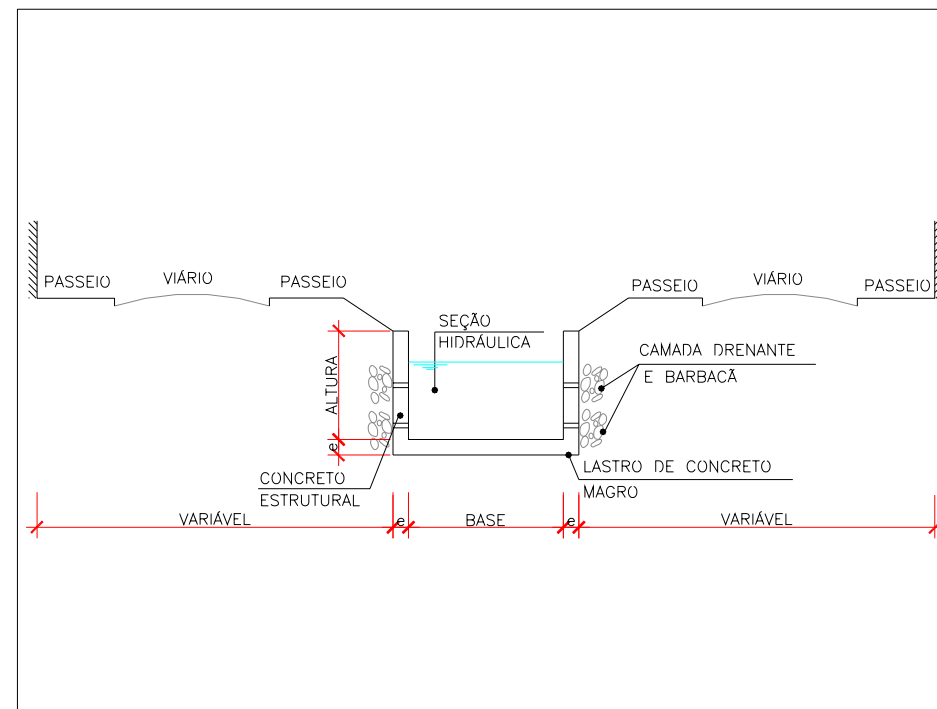 PASSEIO VIÁRIO PASSEIO PASSEIO VIÁRIO PASSEIO
SEÇÃO
HIDRÁULICA
CAMADA DRENANTE
E BARBACÃ
ALTURA
e
CONCRETO
ESTRUTURAL
LASTRO DE CONCRETO
MAGRO
VARIÁVEL e BASE e VARIÁVEL